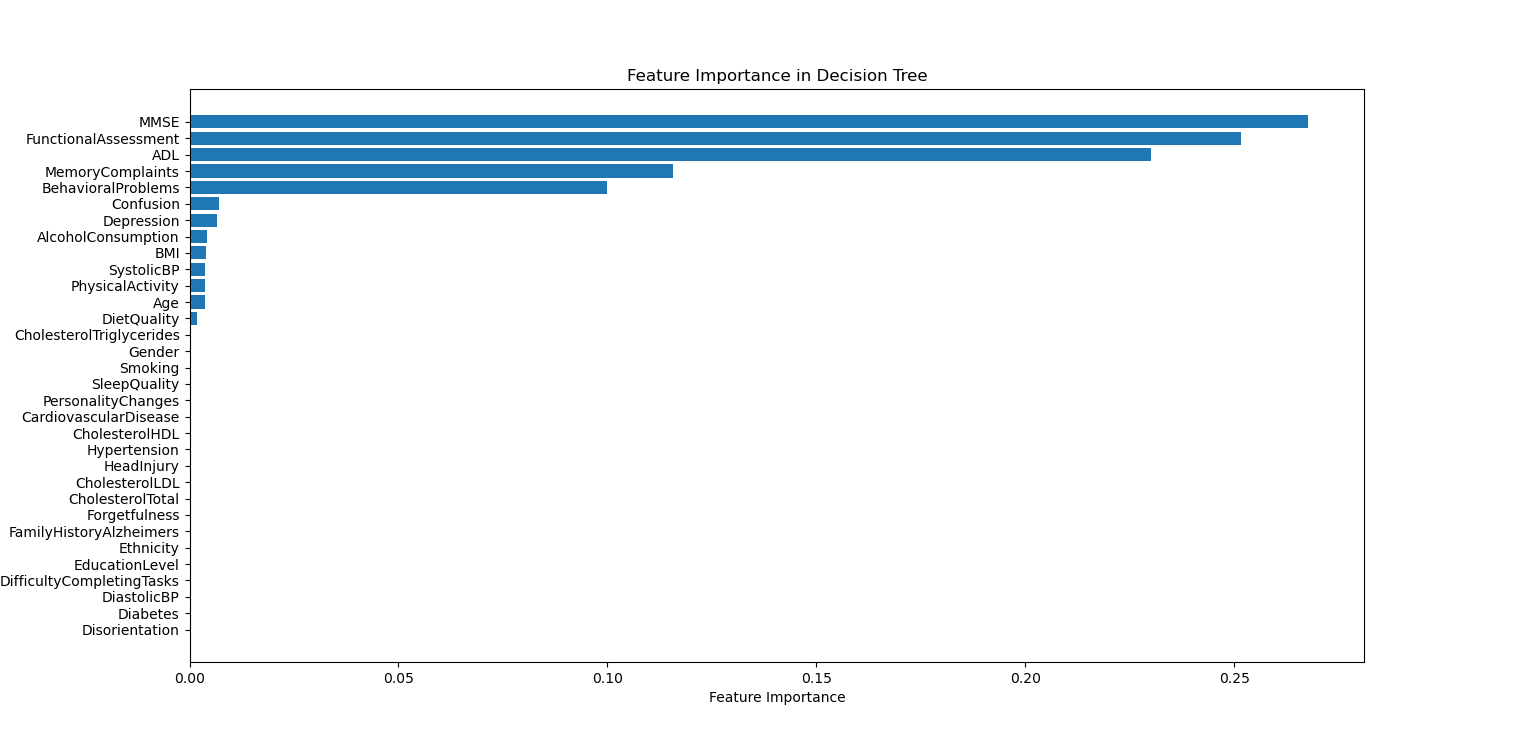 Feature Importance in Decision Tree
MMSE
FunctionalAssessment
ADL
MemoryComplaints
BehavioralProblems
Confusion
Depression
AlcoholConsumption
BMI
SystolicBP
PhysicalActivity
Age
DietQuality
CholesterolTriglycerides
Gender
Smoking
SleepQuality
PersonalityChanges
CardiovascularDisease
CholesterolHDL
Hypertension
HeadInjury
CholesterolLDL
CholesterolTotal
Forgetfulness
FamilyHistoryAlzheimers
Ethnicity
EducationLevel
DifficultyCompletingTasks
DiastolicBP
Diabetes
Disorientation
0.00 0.05 0.10 0.15 0.20 0.25
Feature Importance